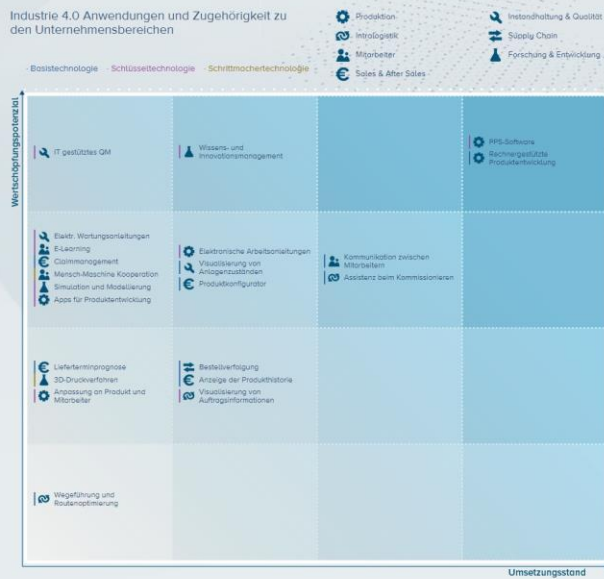 Industrie 4.0 Anwendungen und Zugehörigkeit zu
den Unternehmensbereichen
Produktion
Intralogistik
Mitarbeiter
Sales & After Sales
Instandhaltung & Qualität
Supply Chain
Forschung & Entwicklung
Basistechnologie
Schlüsseltechnologie
Schrittmachertechnologie
Wertschöpfungspotenzial
IT gestütztes QM
Wissens- und
Innovationsmanagement
PPS-Software
Rechnergestützte
Produktentwicklung
Elektr. Wartungsanleitungen
E-Learning
Claimmanagement
Mensch-Maschine Kooperation
Simulation und Modellierung
Apps für Produktentwicklung
Elektronische Arbeitsanleitungen
Visualisierung von
Anlagenzuständen
Produktkonfigurator
Kommunikation zwischen
Mitarbeitern
Assistenz beim Kommissionieren
Lieferterminprognose
3D-Druckverfahren
Anpassung an Produkt und
Mitarbeiter
Bestellverfolgung
Anzeige der Produkthistorie
Visualisierung von
Auftragsinformationen
Wegeführung und
Routenoptimierung
Umsetzungsstand